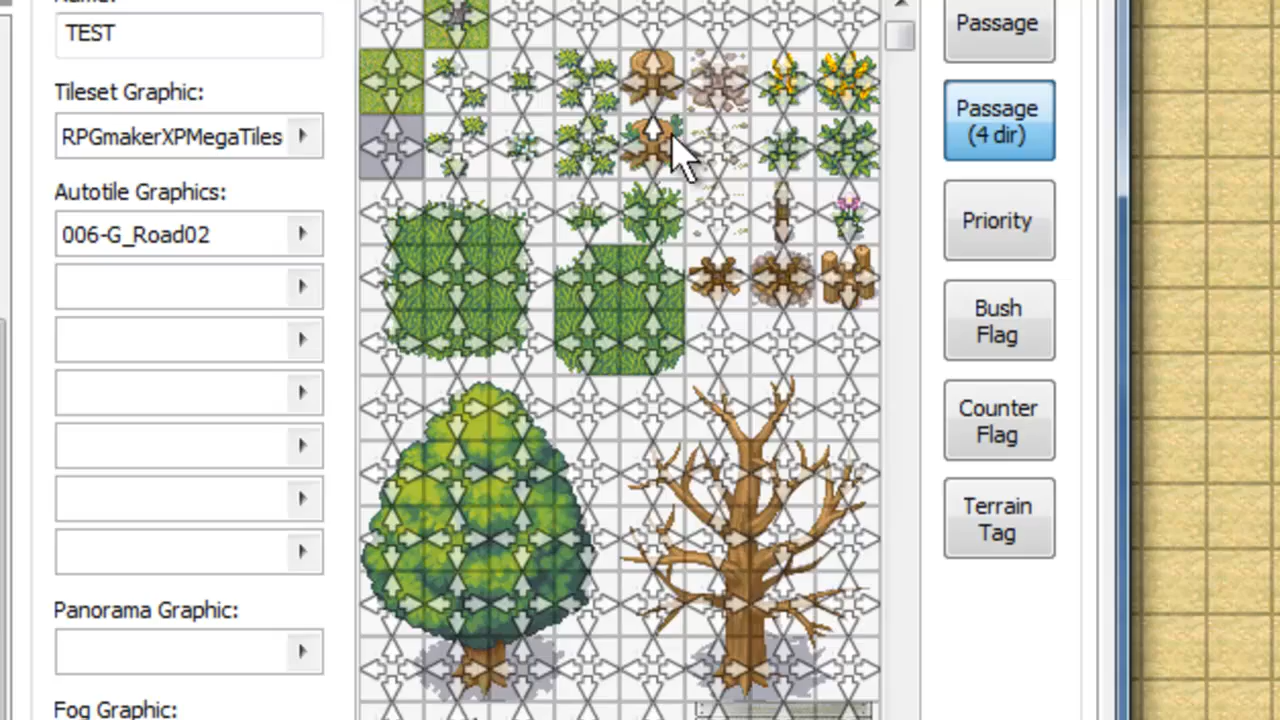 TEST
Tileset Graphic:
RPGmakerXPMegaTiles
Autotile Graphics:
006-G_Road02
Panorama Graphic:
Fog Graphic:
Passage
Passage
(4 dir)
Priority
Bush
Flag
Counter
Flag
Terrain
Tag